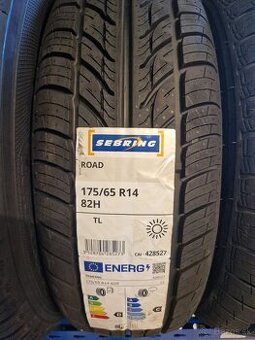 SEBRING
ROAD
175/65 R14
82H
TL
CAI: 428527
ENERG